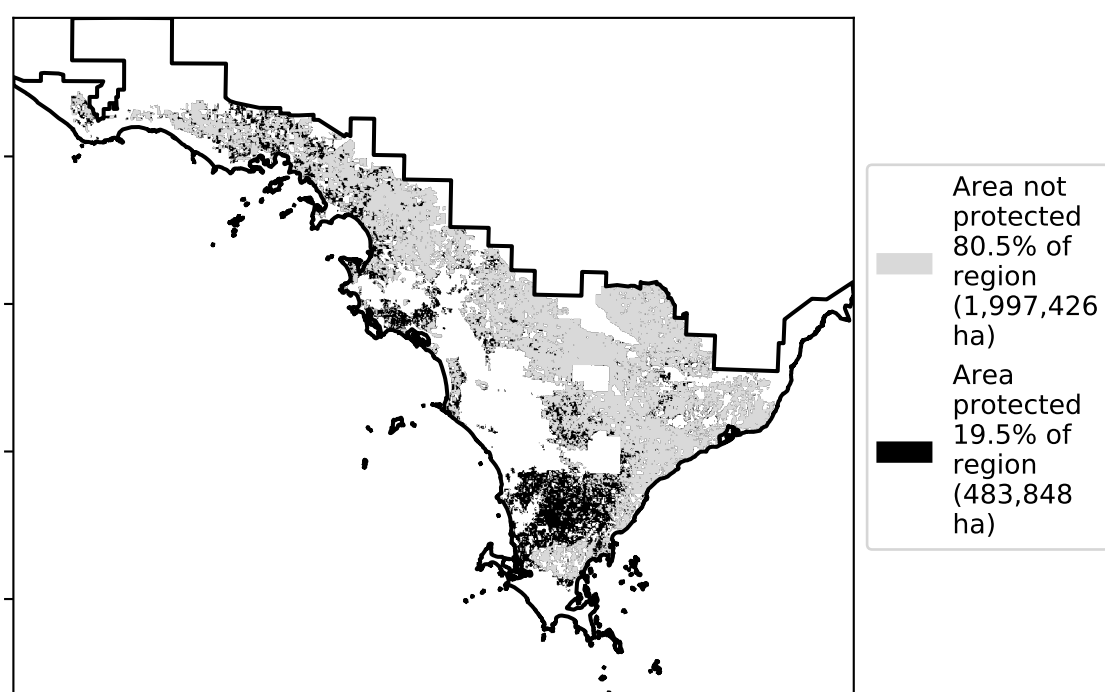 Area not
protected
80.5% of
region
(1,997,426
ha)
Area
protected
19.5% of
region
(483,848
ha)